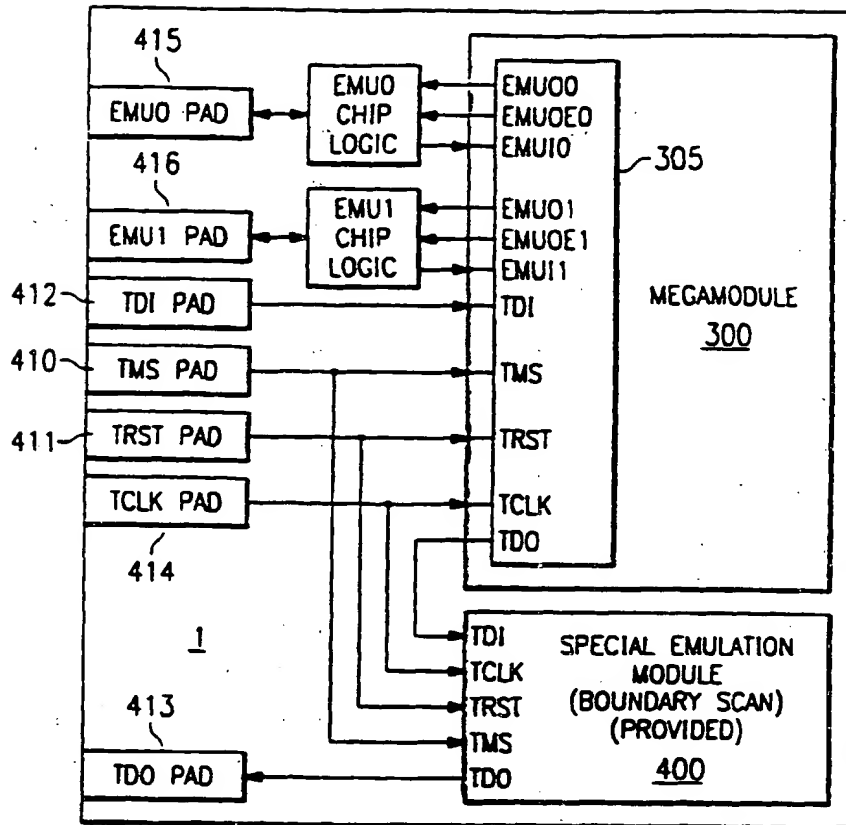 415
EMU0 PAD
EMU0
CHIP
LOGIC
EMUO0
EMUOE0
EMUI0
305
416
EMU1 PAD
EMU1
CHIP
LOGIC
EMUO1
EMUOE1
EMUI1
412
TDI PAD
TDI
MEGAMODULE
300
410
TMS PAD
TMS
411
TRST PAD
TRST
TCLK PAD
TCLK
414
TDO
1
TDI
TCLK
TRST
TMS
TDO
SPECIAL EMULATION
MODULE
(BOUNDARY SCAN)
(PROVIDED)
400
413
TDO PAD